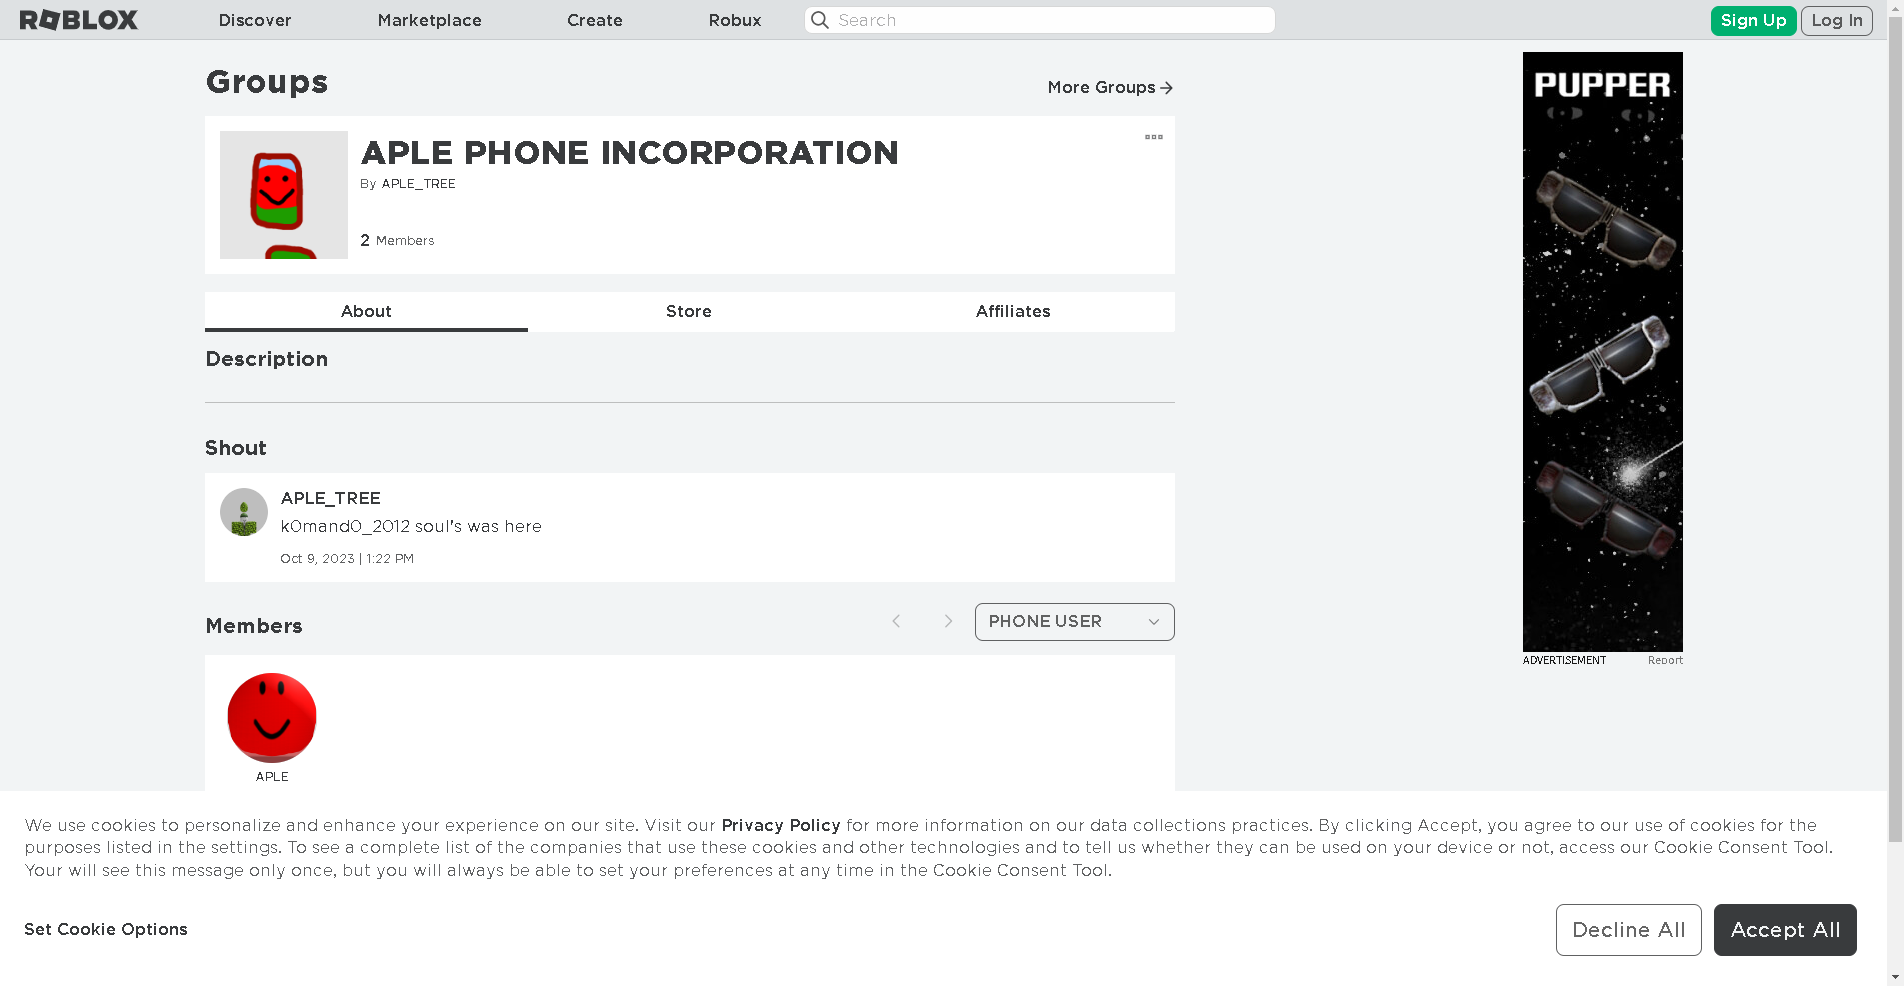 ROBLOX
Discover
Marketplace
Create
Robux
Search
Sign Up
Log In
Groups
More Groups
APLE PHONE INCORPORATION
By APLE_TREE
2 Members
About
Store
Affiliates
Description
Shout
APLE_TREE
k0mand0_2012 soul's was here
Oct 9, 2023 | 1:22 PM
Members
PHONE USER
APLE
PUPPER
ADVERTISEMENT
Report
We use cookies to personalize and enhance your experience on our site. Visit our Privacy Policy for more information on our data collections practices. By clicking Accept, you agree to our use of cookies for the
purposes listed in the settings. To see a complete list of the companies that use these cookies and other technologies and to tell us whether they can be used on your device or not, access our Cookie Consent Tool.
Your will see this message only once, but you will always be able to set your preferences at any time in the Cookie Consent Tool.
Set Cookie Options
Decline All
Accept All